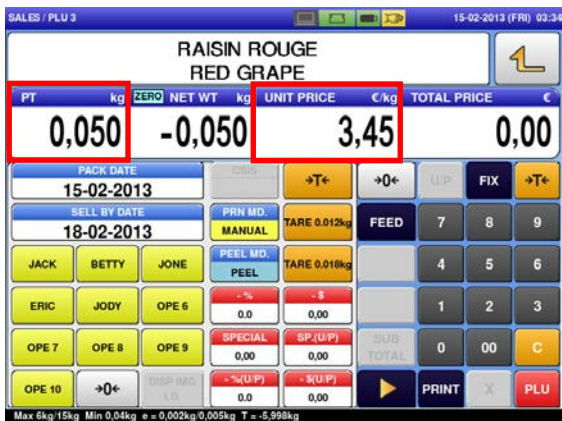 SALES / PLU 3
15-02-2013 (FRI) 03:34
RAISIN ROUGE
RED GRAPE
PT kg ZERO NET WT kg UNIT PRICE €/kg TOTAL PRICE €
0,050 -0,050 3,45 0,00
PACK DATE
15-02-2013
→T← →0← U/P FIX →T←
SELL BY DATE
18-02-2013
PRN MD.
MANUAL
TARE 0.012kg FEED 7 8 9
JACK BETTY JONE
PEEL MD.
PEEL
TARE 0.018kg 4 5 6
ERIC JODY OPE 6
- %
0.0
- $
0,00
1 2 3
OPE 7 OPE 8 OPE 9
SPECIAL
0,00
SP.(U/P)
0,00
SUB
TOTAL
0 00 C
OPE 10 →0← DISP IMG
- %(U/P)
0.0
- $(U/P)
0,00
PRINT X PLU
Max 6kg/15kg Min 0,04kg e = 0,002kg/0,005kg T = -5,998kg